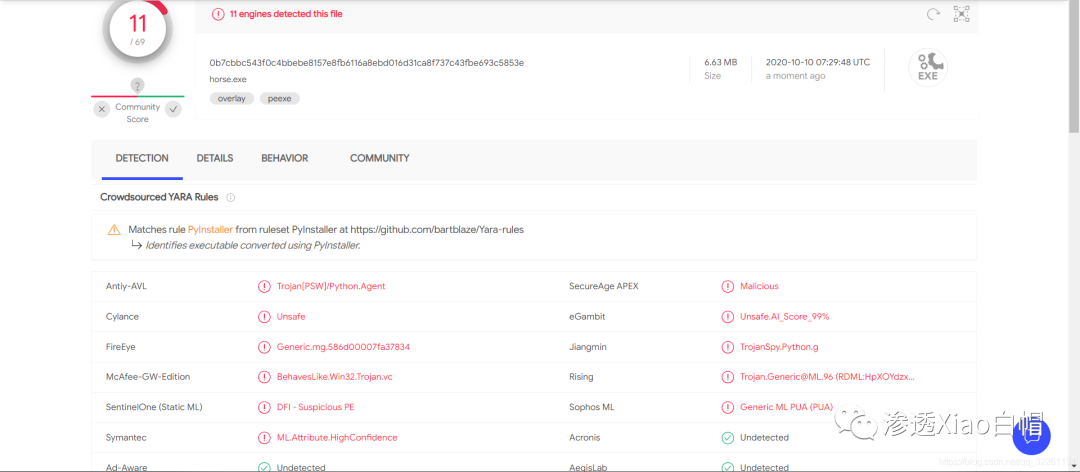 11
/ 69
?
Community
Score
11 engines detected this file
0b7cbbc543f0c4bbebe8157e8fb6116a8ebd016d31ca8f737c43fbe693c5853e
horse.exe
overlay peexe
6.63 MB
Size
2020-10-10 07:29:48 UTC
a moment ago
EXE
DETECTION DETAILS BEHAVIOR COMMUNITY
Crowdsourced YARA Rules
Matches rule PyInstaller from ruleset PyInstaller at https://github.com/bartblaze/Yara-rules
Identifies executable converted using PyInstaller.
Antiy-AVL Trojan[PSW]/Python.Agent SecureAge APEX Malicious
Cylance Unsafe eGambit Unsafe.AI_Score_99%
FireEye Generic.mg.586d00007fa37834 Jiangmin TrojanSpy.Python.g
McAfee-GW-Edition BehavesLike.Win32.Trojan.vc Rising Trojan.Generic@ML.96 (RDML:HpXOYdzx...
SentinelOne (Static ML) DFI - Suspicious PE Sophos ML Generic ML PUA (PUA)
Symantec ML.Attribute.HighConfidence Acronis Undetected
Ad-Aware Undetected AegisLab Undetected
渗透Xiao白帽